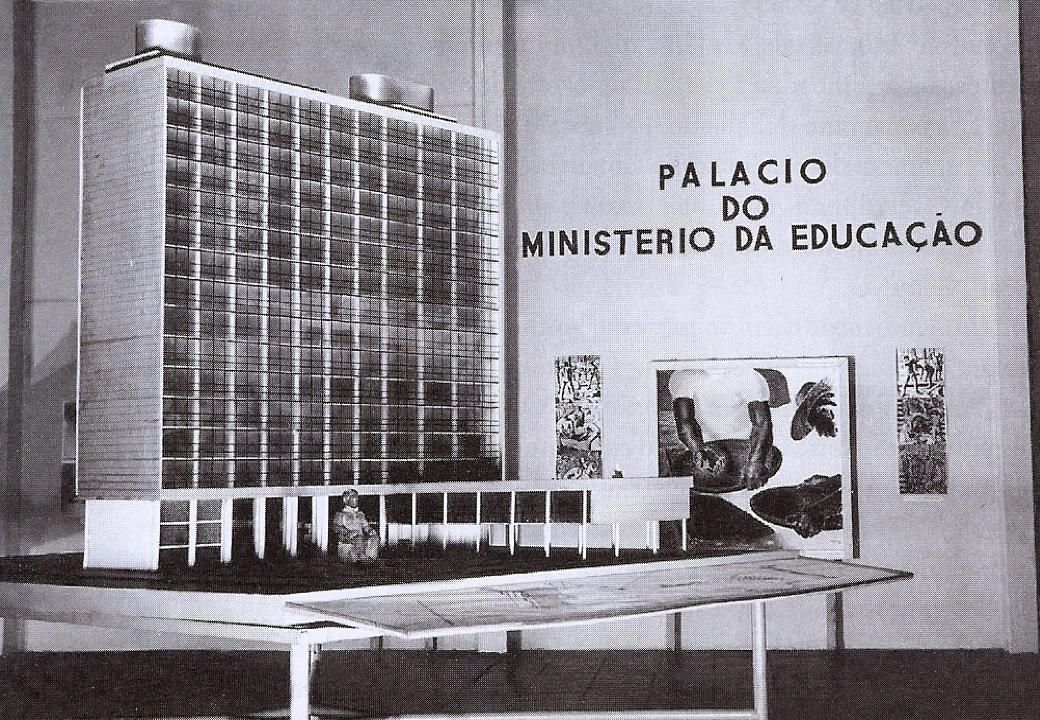 PALACIO
DO
MINISTERIO DA EDUCAÇÃO